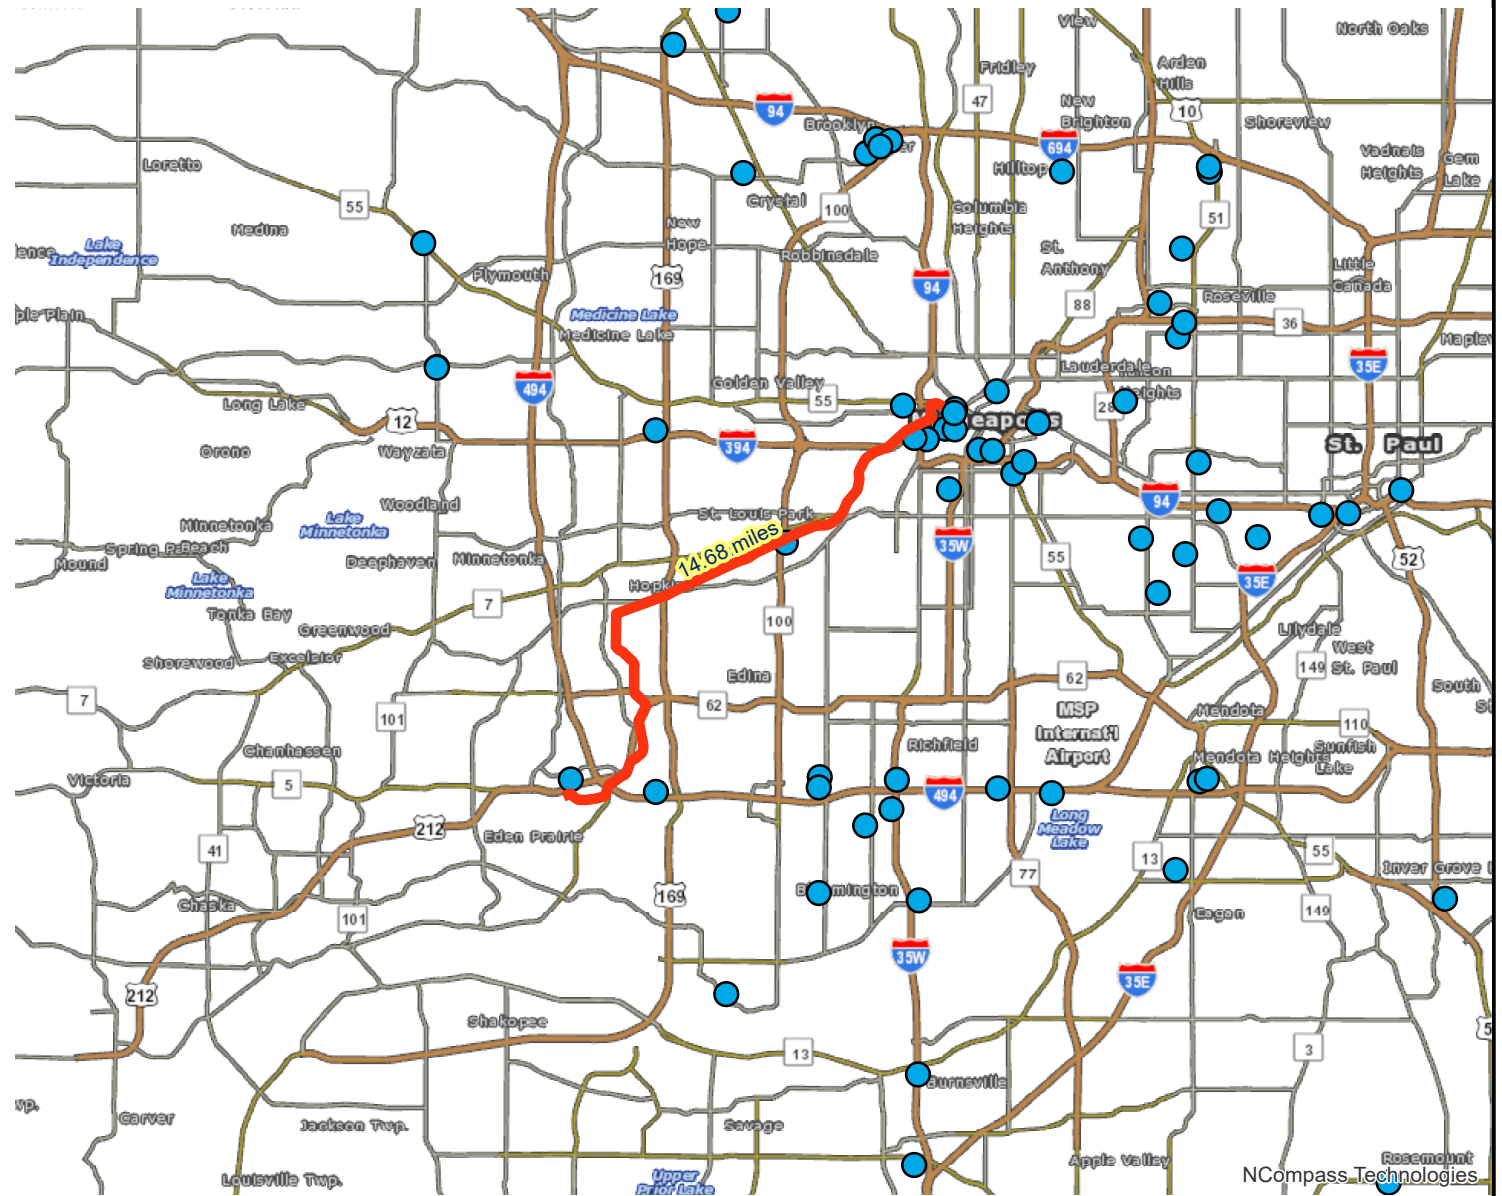 North Oaks
View
Fridley
Arden
Hills
47
94
New
Brighton
10
Shoreview
Brooklyn
694
Vadnais
Heights
Gem
Lake
Loretto
Hilltop
Crystal
55
100
51
Columbia
Heights
New
Hope
Medina
Lake
Independence
St.
Anthony
Robbinsdale
Plymouth
169
94
Little
Canada
Roseville
88
36
Medicine Lake
Medicine Lake
35E
Lauderdale
Heights
494
Golden Valley
55
Long Lake
12
28
394
St. Paul
Orono
Wayzata
94
Woodland
St. Louis Park
Lake
Minnetonka
Minnetonka
Beach
35W
55
52
Mound
Deephaven
Minnetonka
14.68 miles
35E
Lake
Minnetonka
7
Tonka Bay
100
Greenwood
Lilydale
West
St. Paul
149
Shorewood
Excelsior
Edina
62
62
South
7
101
MSP
Internat'l
Airport
Mendota
110
Richfield
Chanhassen
Mendota Heights
Sunfish
Lake
Victoria
5
494
Long
Meadow
Lake
212
Eden Prairie
41
13
55
Inver Grove
77
169
Chaska
101
149
Eagan
35W
35E
212
Shakopee
13
3
5
Burnsville
Carver
Jackson Twp.
Savage
Apple Valley
Rosemount
Louisville Twp.
Upper
Prior Lake
NCompass Technologies